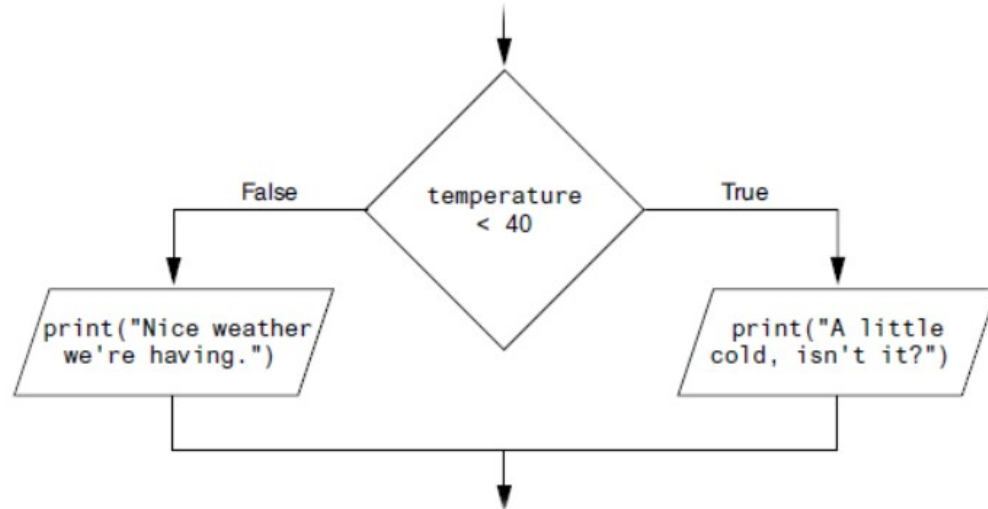 False
temperature
< 40
True
print("Nice weather
we're having.")
print("A little
cold, isn't it?")